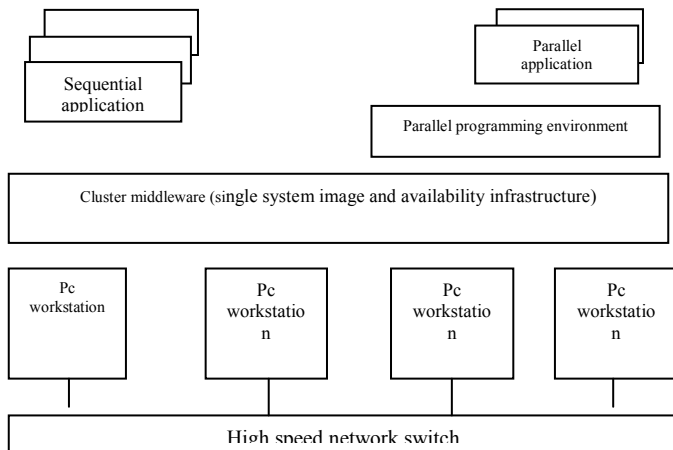 Sequential
application
Parallel
application
Parallel programming environment
Cluster middleware (single system image and availability infrastructure)
Pc
workstation
Pc
workstatio
n
Pc
workstatio
n
Pc
workstatio
n
High speed network switch